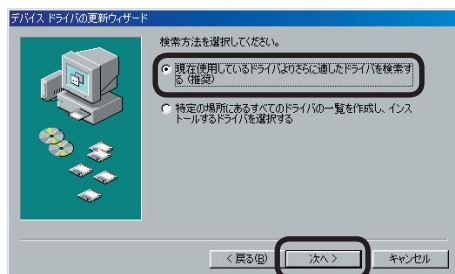 デバイス ドライバの更新ウィザード
検索方法を選択してください。
現在使用しているドライバよりさらに適したドライバを検索す
る (推奨)
特定の場所にあるすべてのドライバの一覧を作成し、インス
トールするドライバを選択する
< 戻る(B)
次へ >
キャンセル